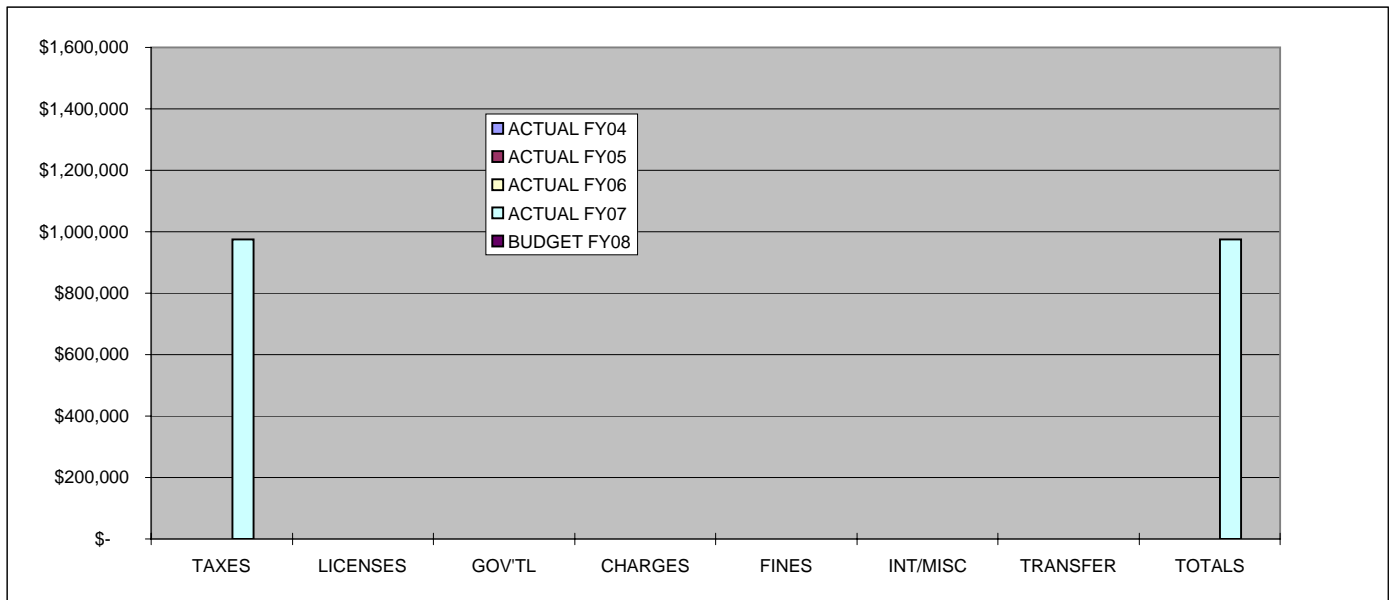 $1,600,000
$1,400,000
$1,200,000
$1,000,000
$800,000
$600,000
$400,000
$200,000
$-
ACTUAL FY04
ACTUAL FY05
ACTUAL FY06
ACTUAL FY07
BUDGET FY08
TAXES LICENSES GOV'TL CHARGES FINES INT/MISC TRANSFER TOTALS